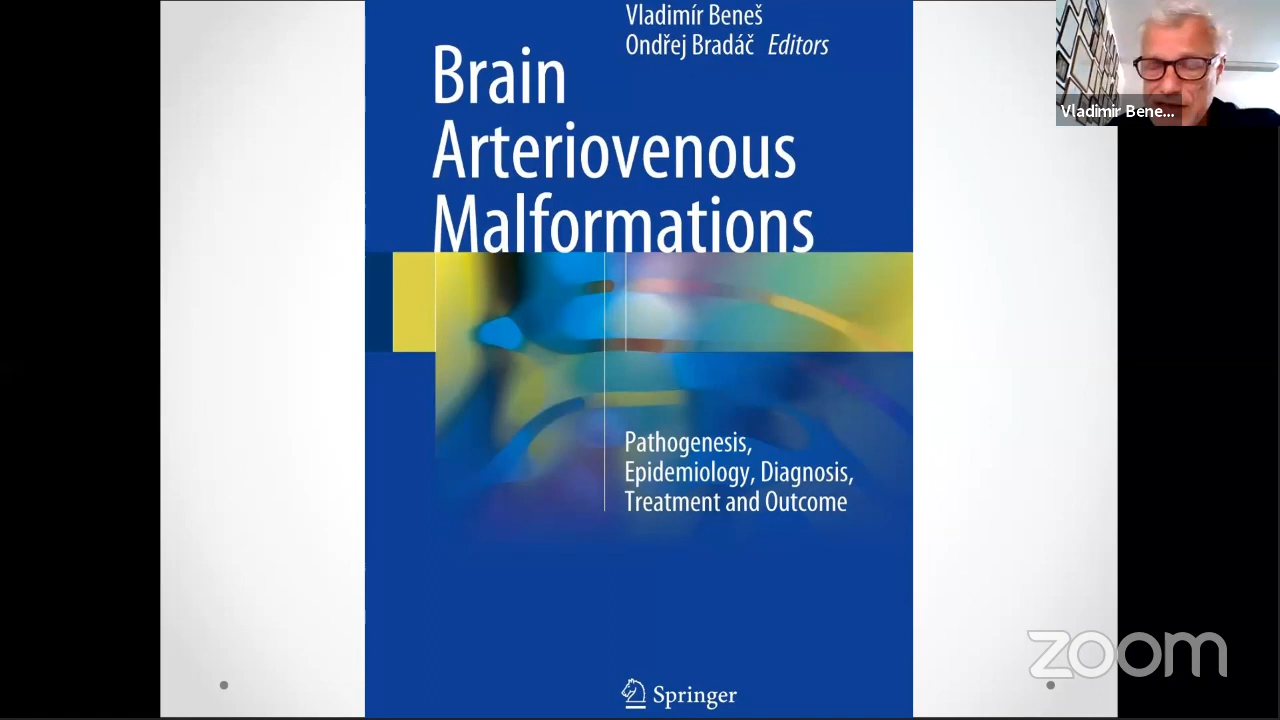 Vladimír Beneš
Ondřej Bradáč Editors
Brain
Arteriovenous
Malformations
Pathogenesis,
Epidemiology, Diagnosis,
Treatment and Outcome
Springer
Vladimir Bene...
zoom